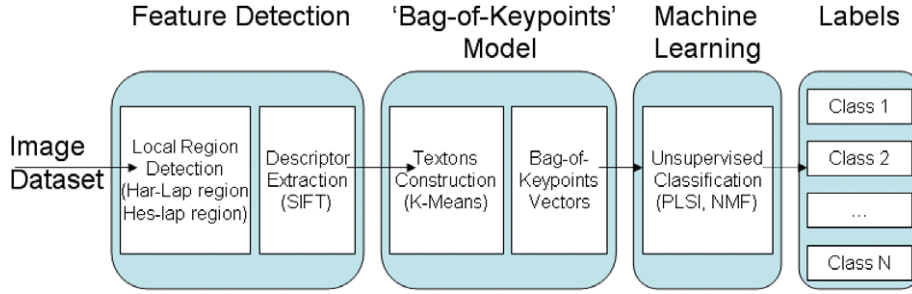 Feature Detection
'Bag-of-Keypoints'
Model
Machine
Learning
Labels
Image
Dataset
Local Region
Detection
(Har-Lap region
Hes-lap region)
Descriptor
Extraction
(SIFT)
Textons
Construction
(K-Means)
Bag-of-
Keypoints
Vectors
Unsupervised
Classification
(PLSI, NMF)
Class 1
Class 2
...
Class N